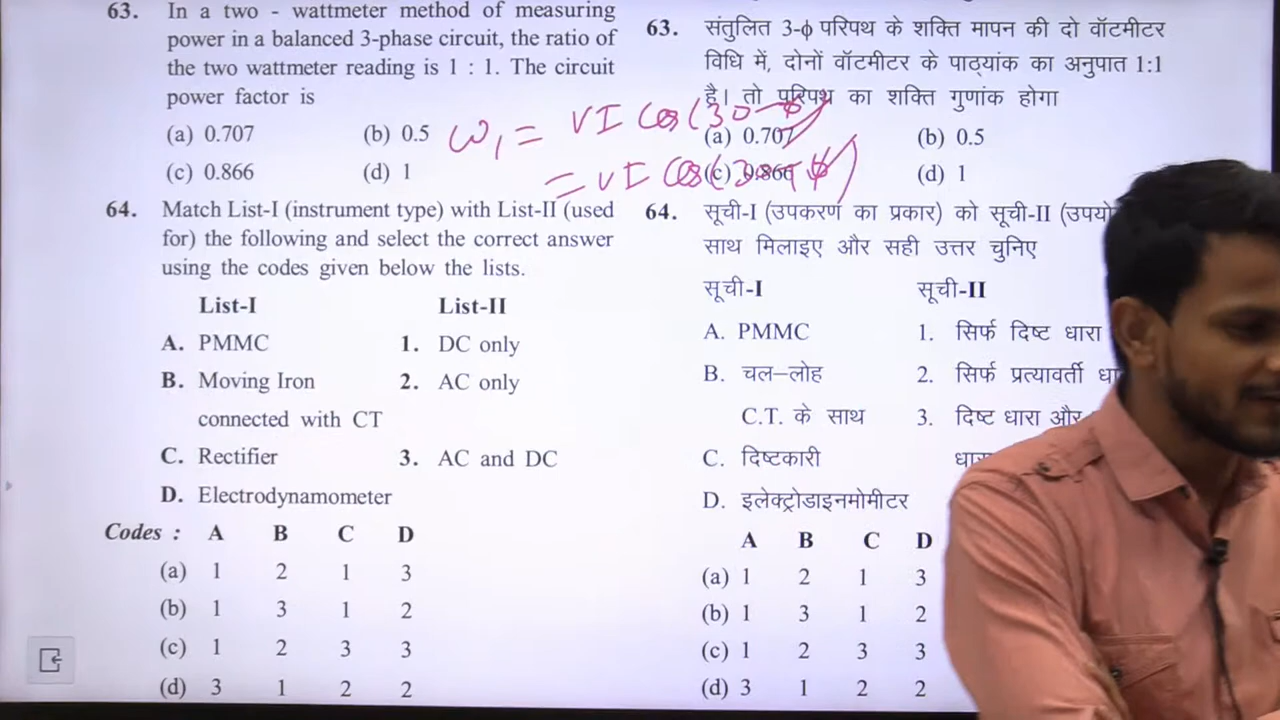 63. In a two - wattmeter method of measuring
power in a balanced 3-phase circuit, the ratio of
the two wattmeter reading is 1 : 1. The circuit
power factor is
(a) 0.707 (b) 0.5
(c) 0.866 (d) 1
64. Match List-I (instrument type) with List-II (used
for) the following and select the correct answer
using the codes given below the lists.
List-I List-II
A. PMMC 1. DC only
B. Moving Iron 2. AC only
connected with CT
C. Rectifier 3. AC and DC
D. Electrodynamometer
Codes : A B C D
(a) 1 2 1 3
(b) 1 3 1 2
(c) 1 2 3 3
(d) 3 1 2 2
63. संतुलित 3-ϕ परिपथ के शक्ति मापन की दो वॉटमीटर
विधि में, दोनों वॉटमीटर के पाठ्यांक का अनुपात 1:1
है। तो परिपथ का शक्ति गुणांक होगा
(a) 0.707 (b) 0.5
(c) 0.866 (d) 1
ω₁ = VI Cos(30-ϕ)
= VI Cos(30+ϕ)
64. सूची-I (उपकरण का प्रकार) को सूची-II
साथ मिलाइए और सही उत्तर चुनिए
सूची-I सूची-II
A. PMMC 1. सिर्फ दिष्ट धारा
B. चल–लोह 2. सिर्फ प्रत्यावर्ती
C.T. के साथ 3. दिष्ट धारा और
C. दिष्टकारी
D. इलेक्ट्रोडाइनमोमीटर
A B C D
(a) 1 2 1 3
(b) 1 3 1 2
(c) 1 2 3 3
(d) 3 1 2 2